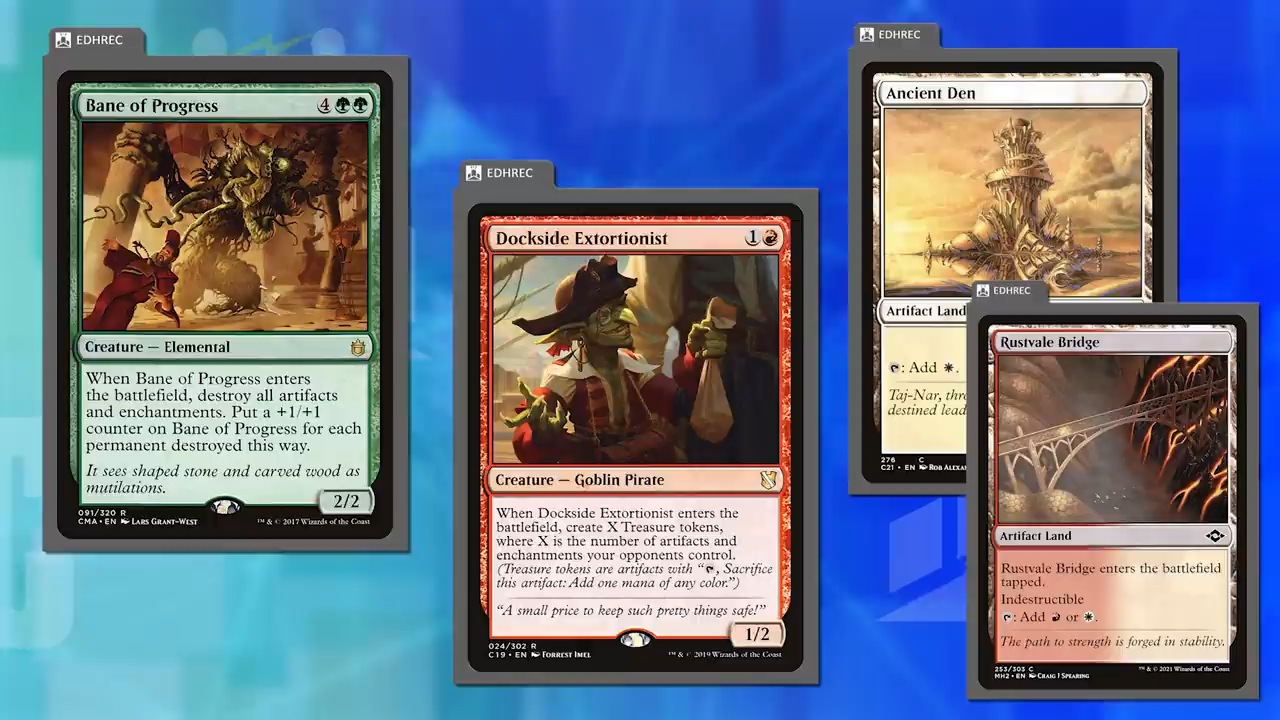 EDHREC
Bane of Progress 4
Creature — Elemental
When Bane of Progress enters
the battlefield, destroy all artifacts
and enchantments. Put a +1/+1
counter on Bane of Progress for each
permanent destroyed this way.
It sees shaped stone and carved wood as
mutilations.
2/2
091/320 R
CMA • EN Lars Grant-West
™ & © 2017 Wizards of the Coast
EDHREC
Dockside Extortionist 1
Creature — Goblin Pirate
When Dockside Extortionist enters the
battlefield, create X Treasure tokens,
where X is the number of artifacts and
enchantments your opponents control.
(Treasure tokens are artifacts with “, Sacrifice
this artifact: Add one mana of any color.”)
“A small price to keep such pretty things safe!”
1/2
024/302 R
C19 • EN Forrest Imel
™ & © 2019 Wizards of the Coast
EDHREC
Ancient Den
Artifact Land
: Add .
Taj-Nar, thr
destined lead
276 C
C21 • EN Rob Alexa
EDHREC
Rustvale Bridge
Artifact Land
Rustvale Bridge enters the battlefield
tapped.
Indestructible
: Add or .
The path to strength is forged in stability.
253/303 C
MH2 • EN Craig J Spearing
™ & © 2021 Wizards of the Coast